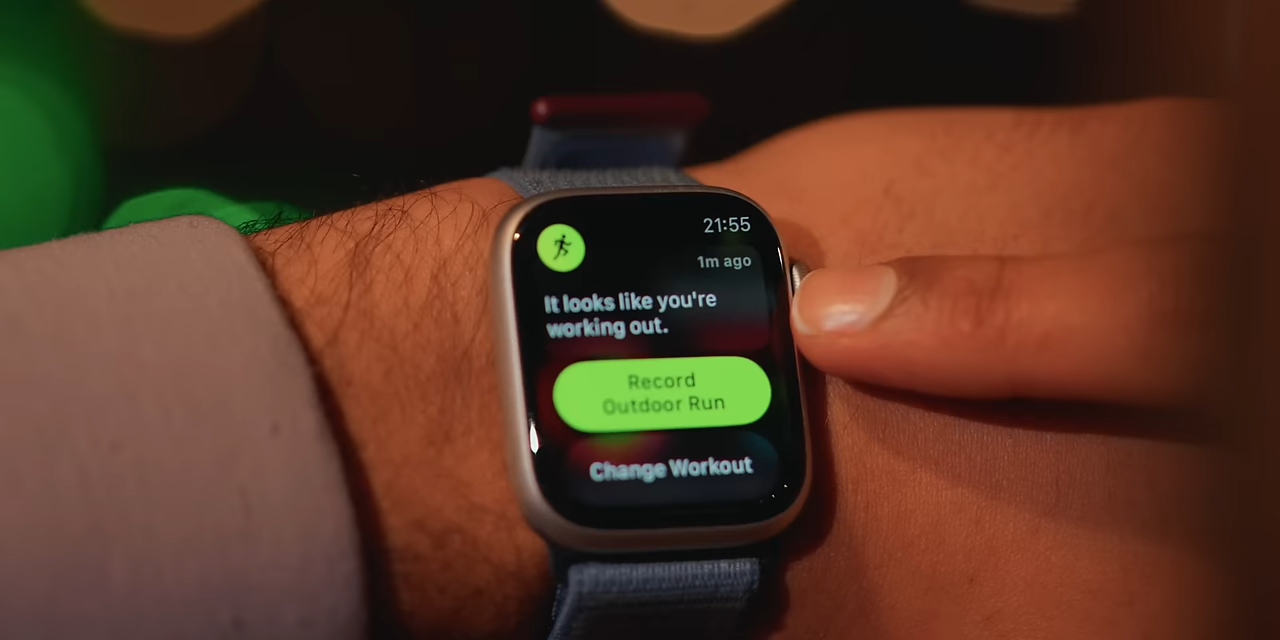 21:55
1m ago
It looks like you're
working out.
Record
Outdoor Run
Change Workout